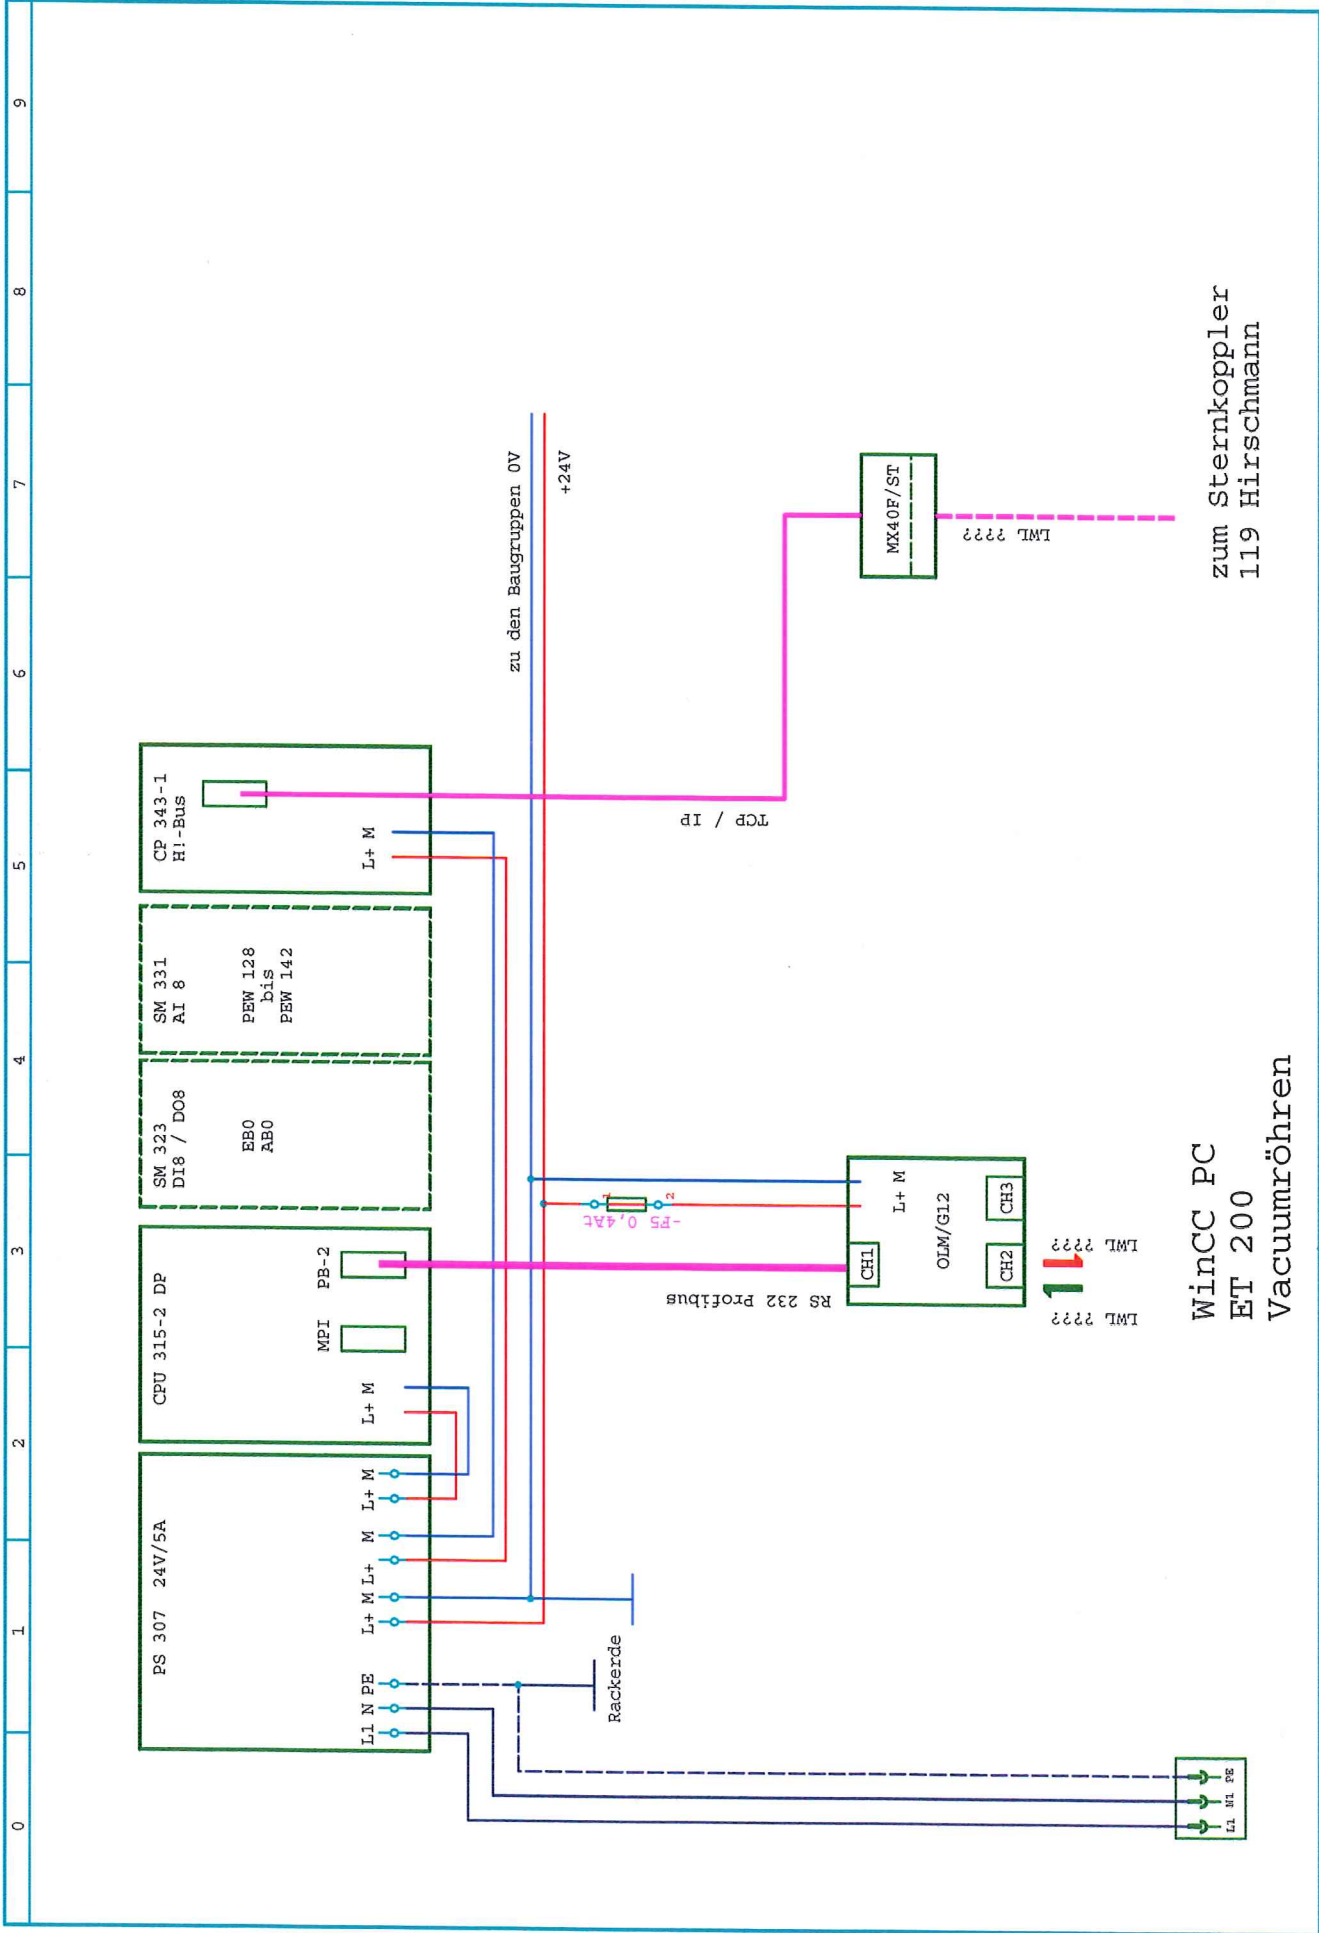 0 1 2 3 4 5 6 7 8 9
PS 307 24V/5A
L1 N PE L+ M L+ M L+ M
CPU 315-2 DP
MPI PB-2
L+ M
SM 323
DI8 / DO8
EB0
AB0
SM 331
AI 8
PEW 128
bis
PEW 142
CP 343-1
H!-Bus
L+ M
zu den Baugruppen 0V
+24V
Rackerde
-F5 0,4At
1 2
RS 232 Profibus
TCP / IP
CH1
L+ M
OLM/G12
CH2 CH3
LWL ????
LWL ????
MX40F/ST
LWL ????
L1 N1 PE
WinCC PC
ET 200
Vacuumröhren
zum Sternkoppler
119 Hirschmann